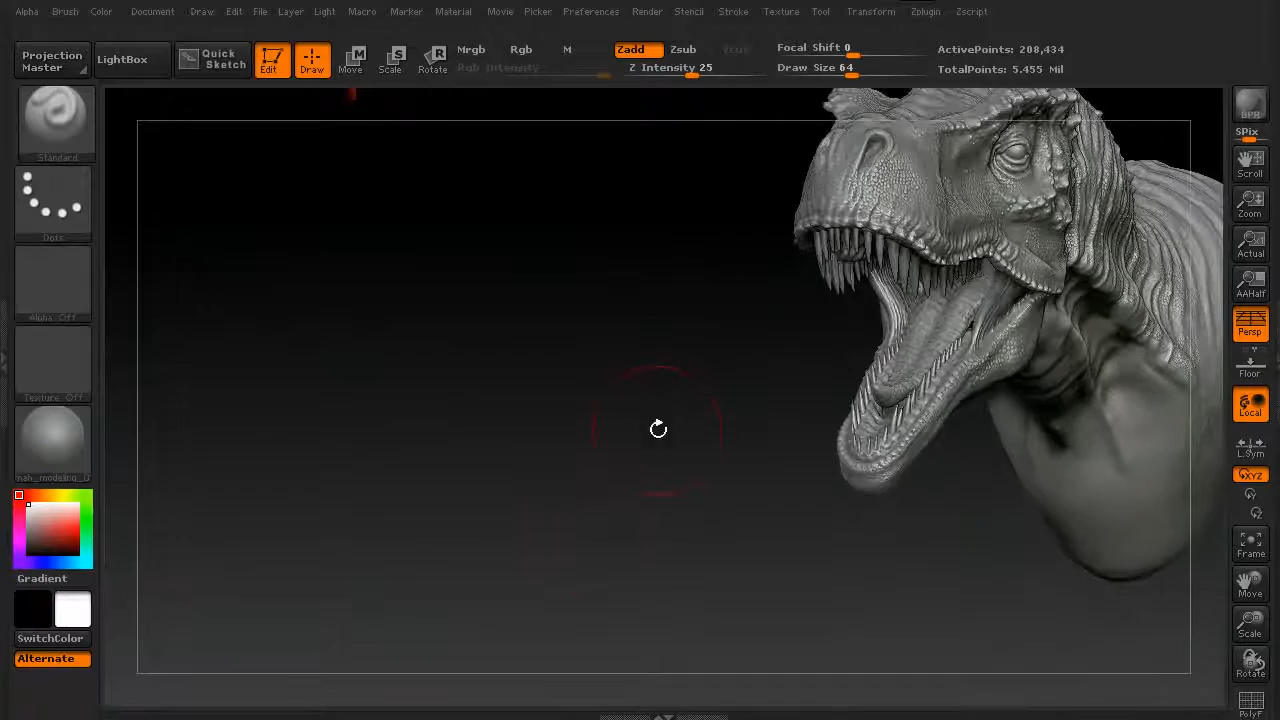 Alpha Brush Color Document Draw Edit File Layer Light Macro Marker Material Movie Picker Preferences Render Stencil Stroke Texture Tool Transform Zplugin Zscript
Projection Master
LightBox
Quick Sketch
Edit
Draw
Move
Scale
Rotate
Mrgb Rgb M
Rgb Intensity
Zadd Zsub Zcut
Z Intensity 25
Focal Shift 0
Draw Size 64
ActivePoints: 208,434
TotalPoints: 5.455 Mil
Standard
Dots
Alpha Off
Texture Off
Gradient
SwitchColor
Alternate
BPR
SPix
Scroll
Zoom
Actual
AAHalf
Persp
Floor
Local
L.Sym
XYZ
Frame
Move
Scale
Rotate
PolyF